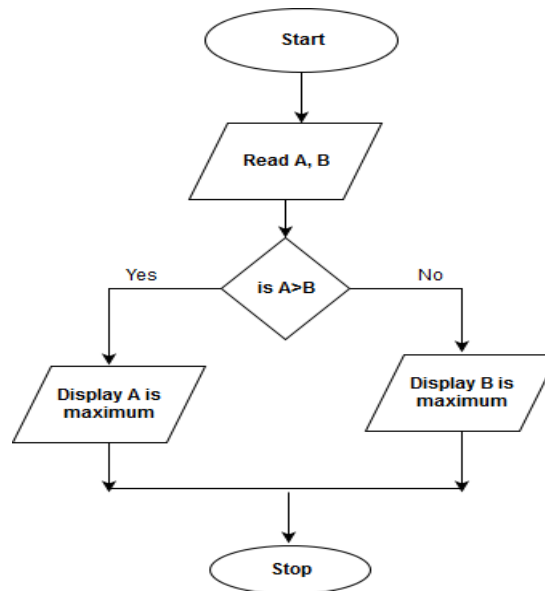 Start
Read A, B
is A>B
Yes
No
Display A is
maximum
Display B is
maximum
Stop